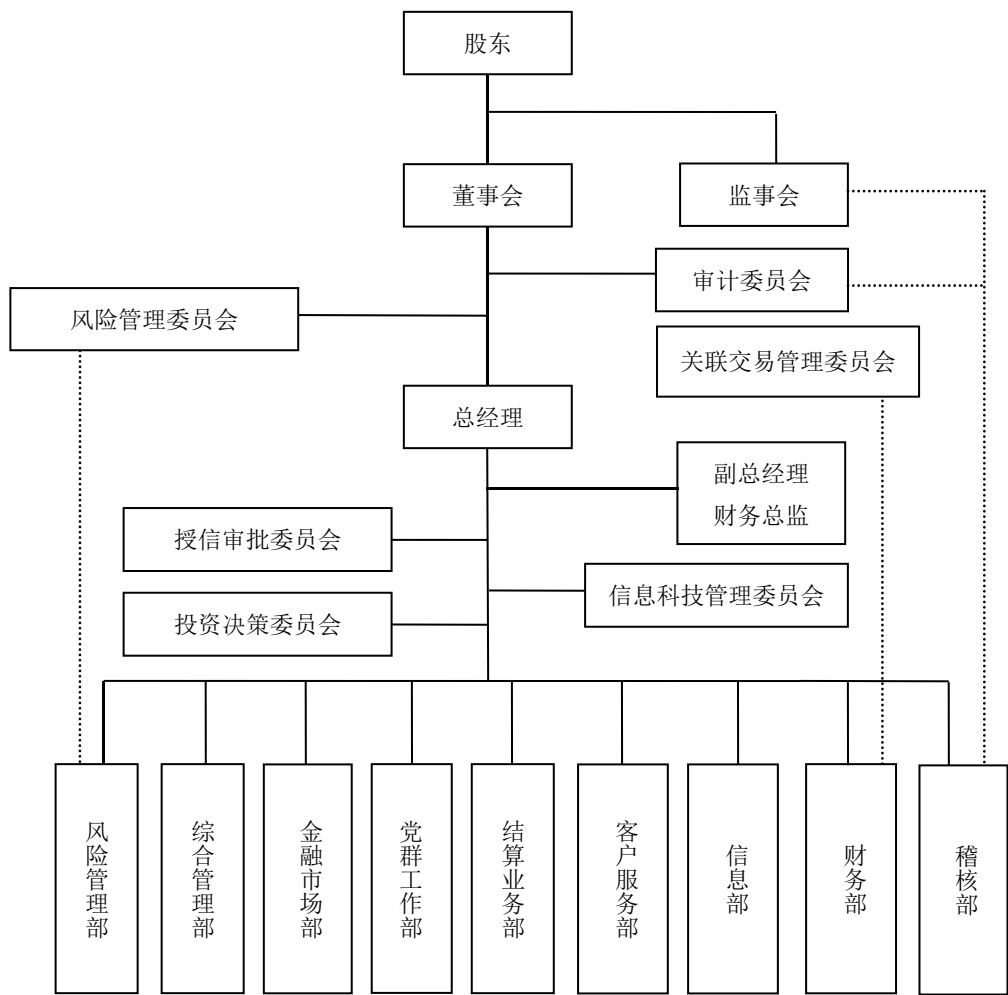 股东
董事会
监事会
审计委员会
风险管理委员会
关联交易管理委员会
总经理
副总经理
财务总监
授信审批委员会
信息科技管理委员会
投资决策委员会
风险管理部
综合管理部
金融市场部
党群工作部
结算业务部
客户服务部
信息部
财务部
稽核部